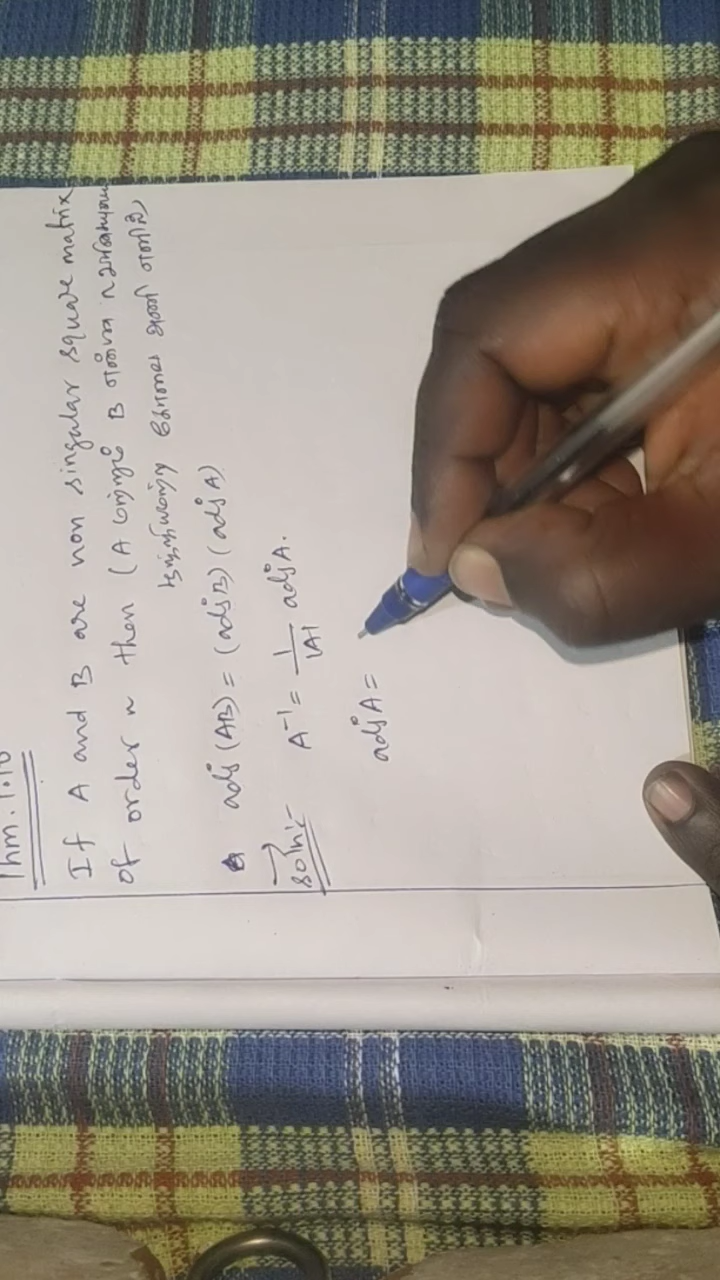 Thm. 1.10
If A and B are non singular square matrix
of order n then (A மற்றும் B என்பன n வரிசையுடைய
பூச்சியமற்ற கோவை அணி எனில்
adj (AB) = (adj B) (adj A)
soln:- A⁻¹ = 1/|A| adj A.
adj A =